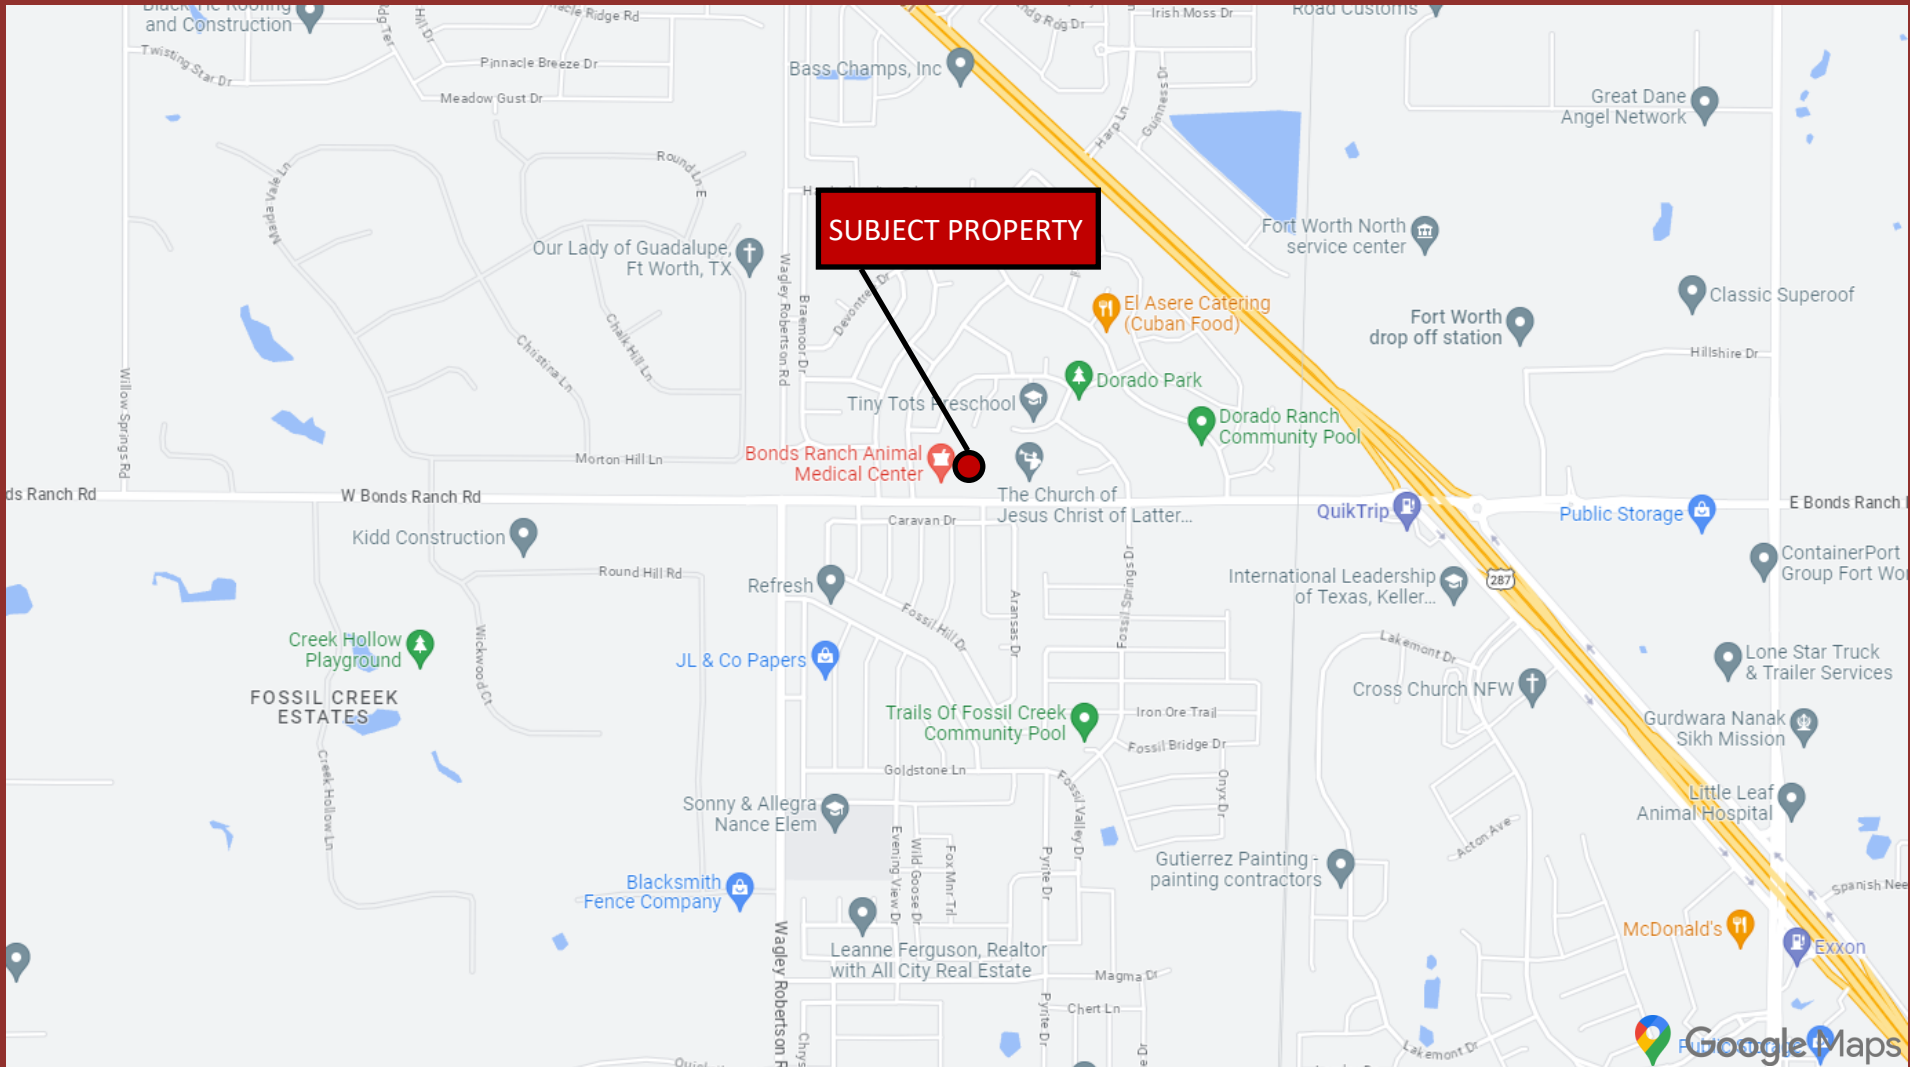 and Construction
Road Customs
Irish Moss Dr
Pinnacle Breeze Dr
Twisting Star Dr
Meadow Gust Dr
Bass Champs, Inc
Harp Ln
Great Dane
Angel Network
Round Ln E
Maida Vale Ln
SUBJECT PROPERTY
Our Lady of Guadalupe,
Ft Worth, TX
Wagley Robertson Rd
Braemoor Dr
Fort Worth North
service center
El Asere Catering
(Cuban Food)
Classic Superoof
Fort Worth
drop off station
Hillshire Dr
Christina Ln
Chalk Hill Ln
Willow Springs Rd
Dorado Park
Tiny Tots Preschool
Dorado Ranch
Community Pool
Morton Hill Ln
Bonds Ranch Animal
Medical Center
The Church of
Jesus Christ of Latter...
ds Ranch Rd
W Bonds Ranch Rd
E Bonds Ranch
Caravan Dr
QuikTrip
Public Storage
Kidd Construction
ContainerPort
Group Fort Wo
Round Hill Rd
Refresh
International Leadership
of Texas, Keller...
287
Fossil Hill Dr
Aransas Dr
Fossil Springs Dr
Creek Hollow
Playground
Wickwood Ct
JL & Co Papers
Lakemont Dr
Lone Star Truck
& Trailer Services
FOSSIL CREEK
ESTATES
Cross Church NFW
Trails Of Fossil Creek
Community Pool
Iron Ore Trail
Fossil Bridge Dr
Gurdwara Nanak
Sikh Mission
Creek Hollow Ln
Goldstone Ln
Fossil Valley Dr
Onyx Dr
Sonny & Allegra
Nance Elem
Little Leaf
Animal Hospital
Acton Ave
Evening View Dr
Wild Goose Dr
Fox Mnr Trl
Pyrite Dr
Gutierrez Painting -
painting contractors
Blacksmith
Fence Company
Spanish Nee
Leanne Ferguson, Realtor
with All City Real Estate
McDonald's
Exxon
Wagley Robertson R
Magma Dr
Chert Ln
Pyrite Dr
Chrys
Lakemont Dr
Public Storage
Google Maps